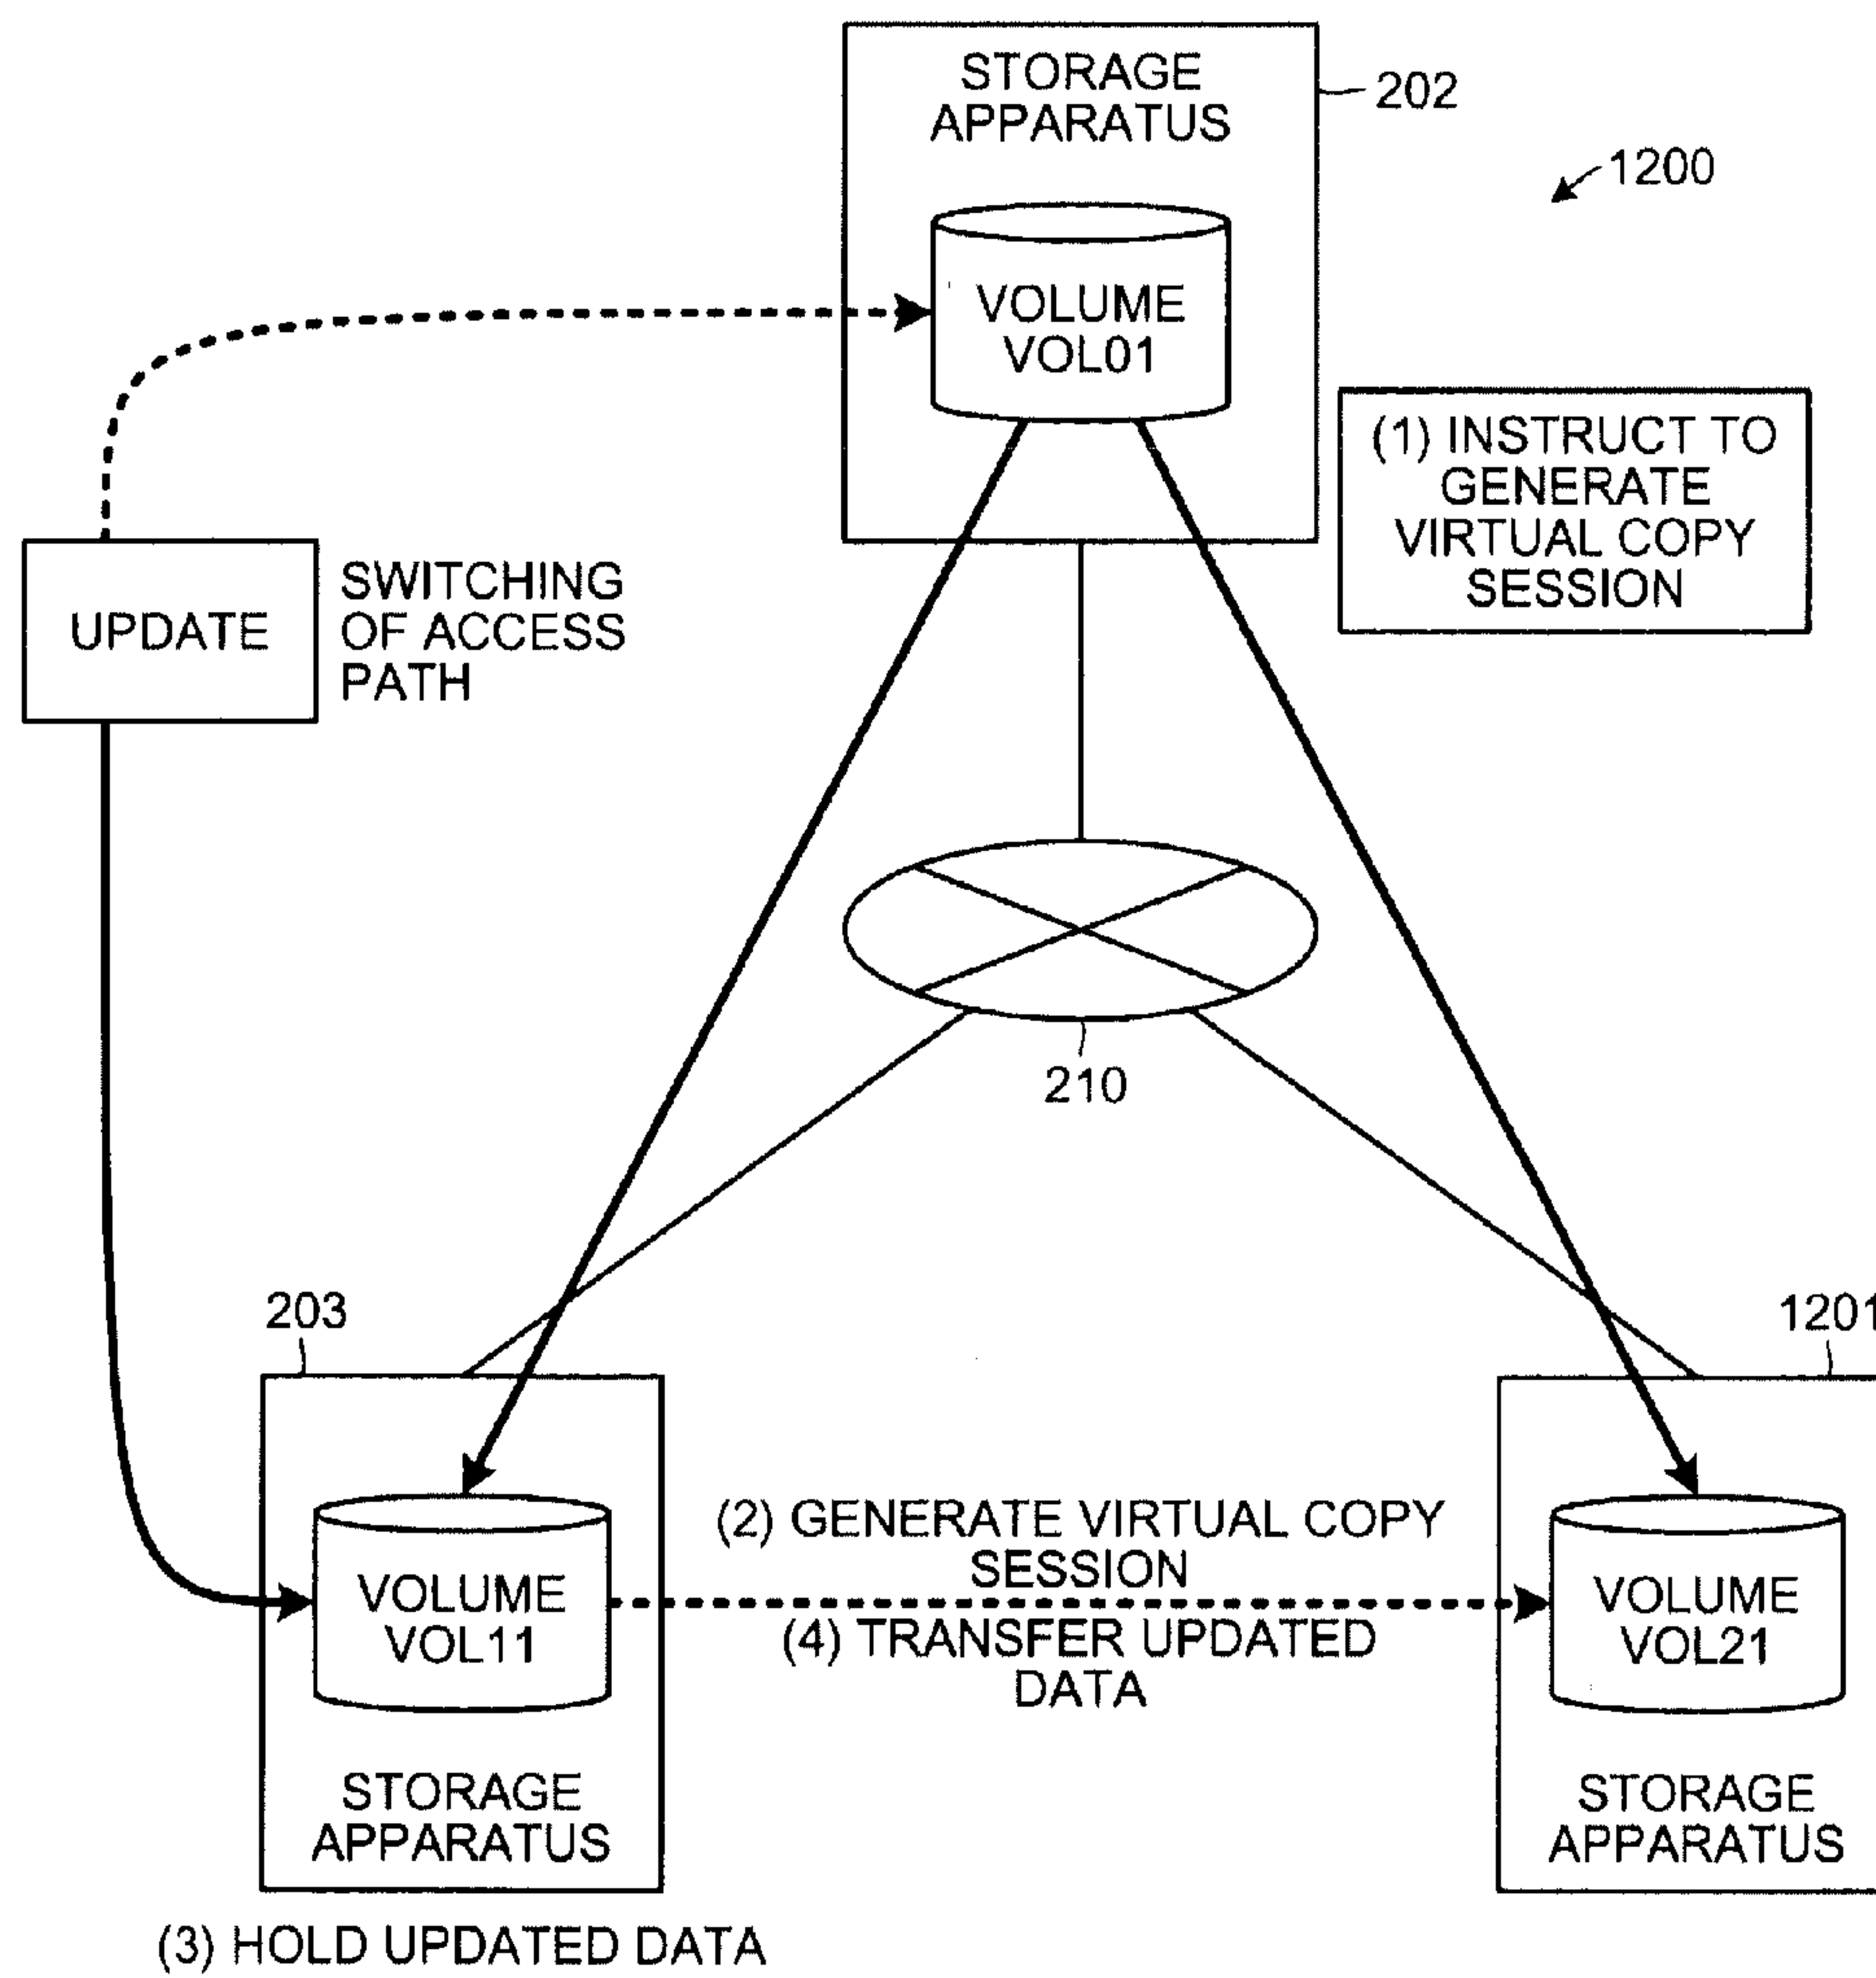 STORAGE
APPARATUS
202
1200
VOLUME
VOL01
(1) INSTRUCT TO
GENERATE
VIRTUAL COPY
SESSION
UPDATE
SWITCHING
OF ACCESS
PATH
210
203
1201
(2) GENERATE VIRTUAL COPY
SESSION
VOLUME
VOL11
(4) TRANSFER UPDATED
DATA
VOLUME
VOL21
STORAGE
APPARATUS
STORAGE
APPARATUS
(3) HOLD UPDATED DATA